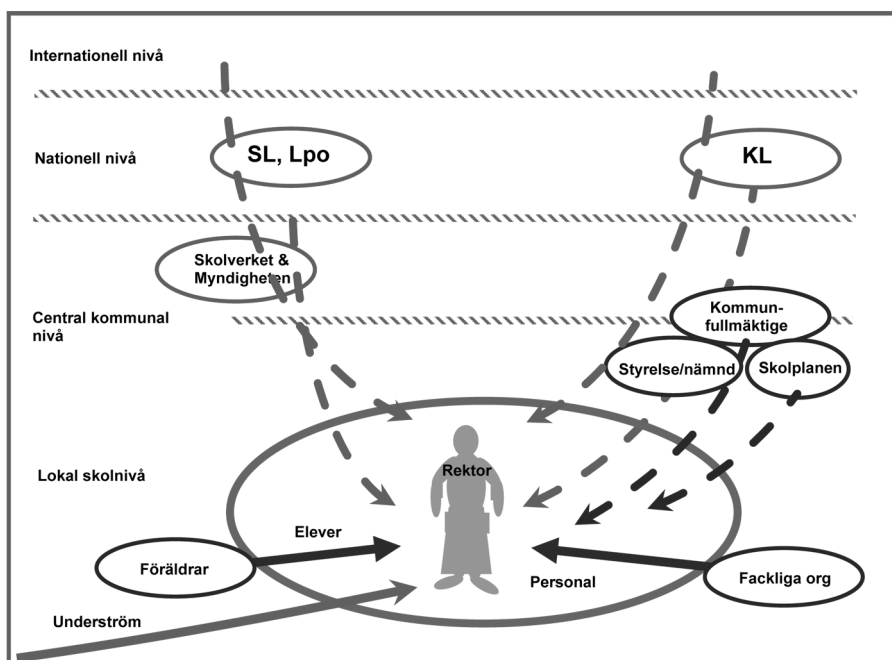 Internationell nivå
Nationell nivå
SL, Lpo
KL
Skolverket &
Myndigheten
Central kommunal
nivå
Kommun-
fullmäktige
Styrelse/nämnd
Skolplanen
Lokal skolnivå
Rektor
Elever
Föräldrar
Personal
Fackliga org
Underström